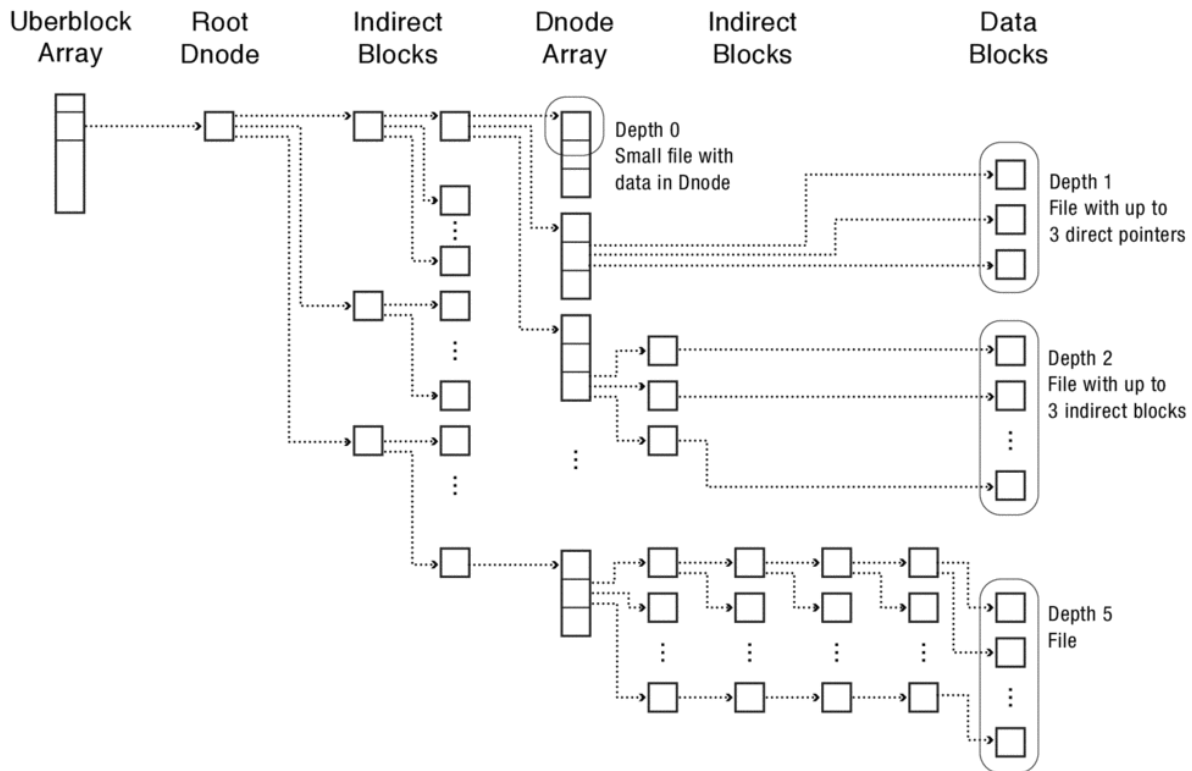 Uberblock
Array
Root
Dnode
Indirect
Blocks
Dnode
Array
Indirect
Blocks
Data
Blocks
Depth 0
Small file with
data in Dnode
Depth 1
File with up to
3 direct pointers
Depth 2
File with up to
3 indirect blocks
Depth 5
File